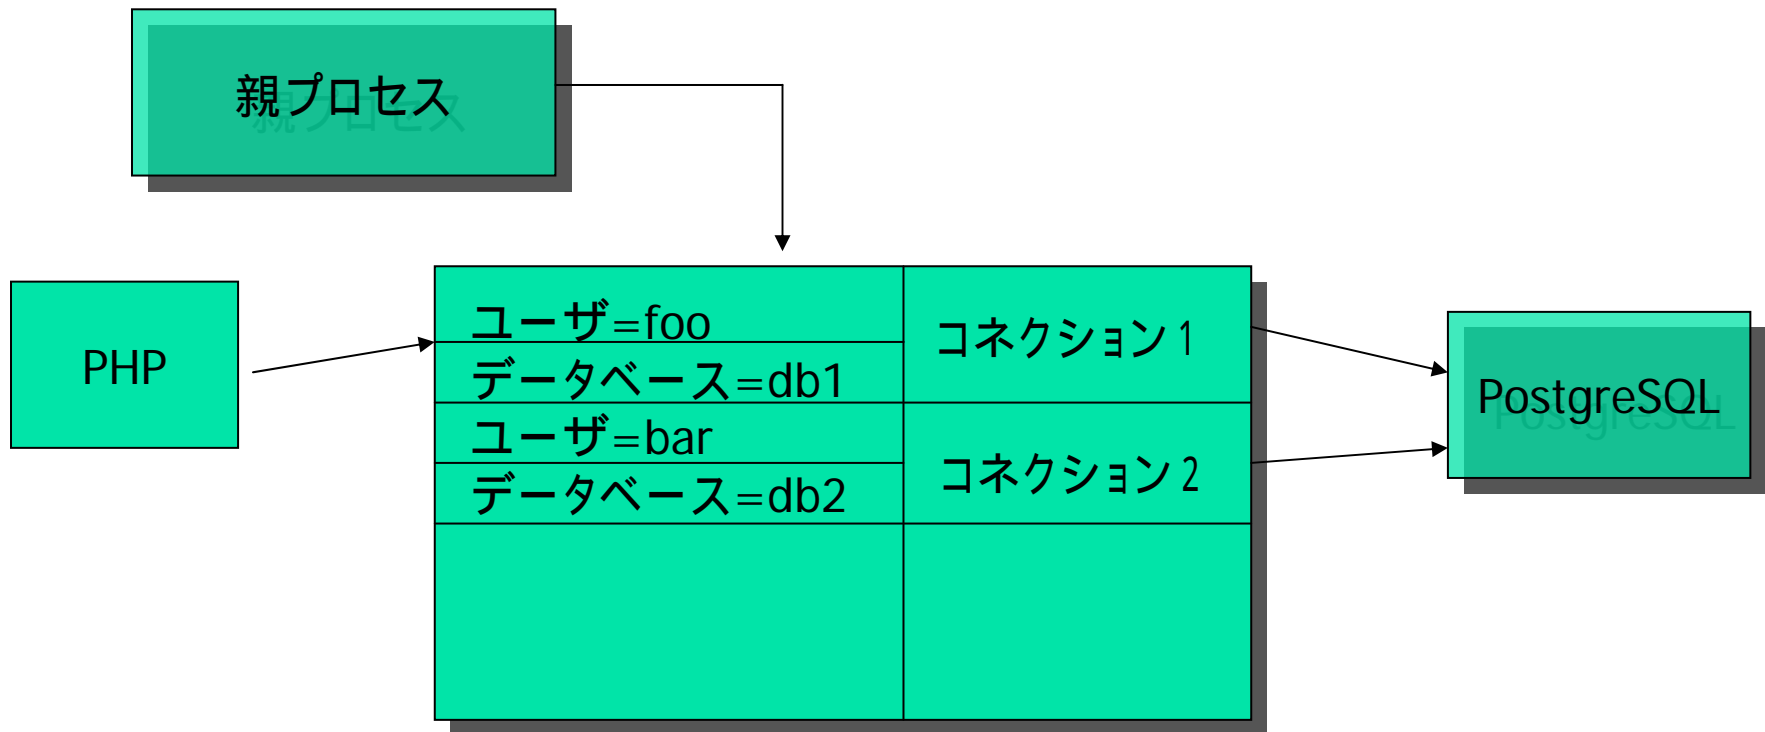 親プロセス
PHP
ユーザ=foo
データベース=db1
コネクション1
ユーザ=bar
データベース=db2
コネクション2
PostgreSQL